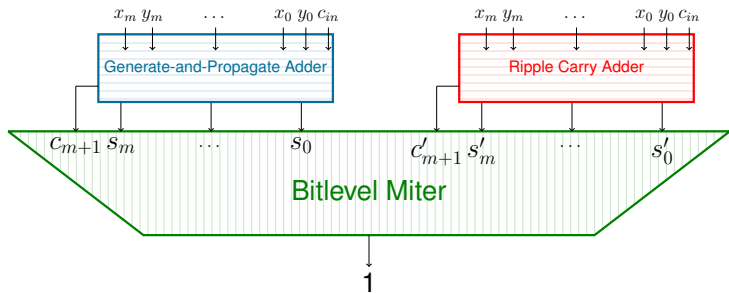 x_m y_m ... x_0 y_0 c_in x_m y_m ... x_0 y_0 c_in
Generate-and-Propagate Adder Ripple Carry Adder
c_{m+1} s_m ... s_0 c'_{m+1} s'_m ... s'_0
Bitlevel Miter
1